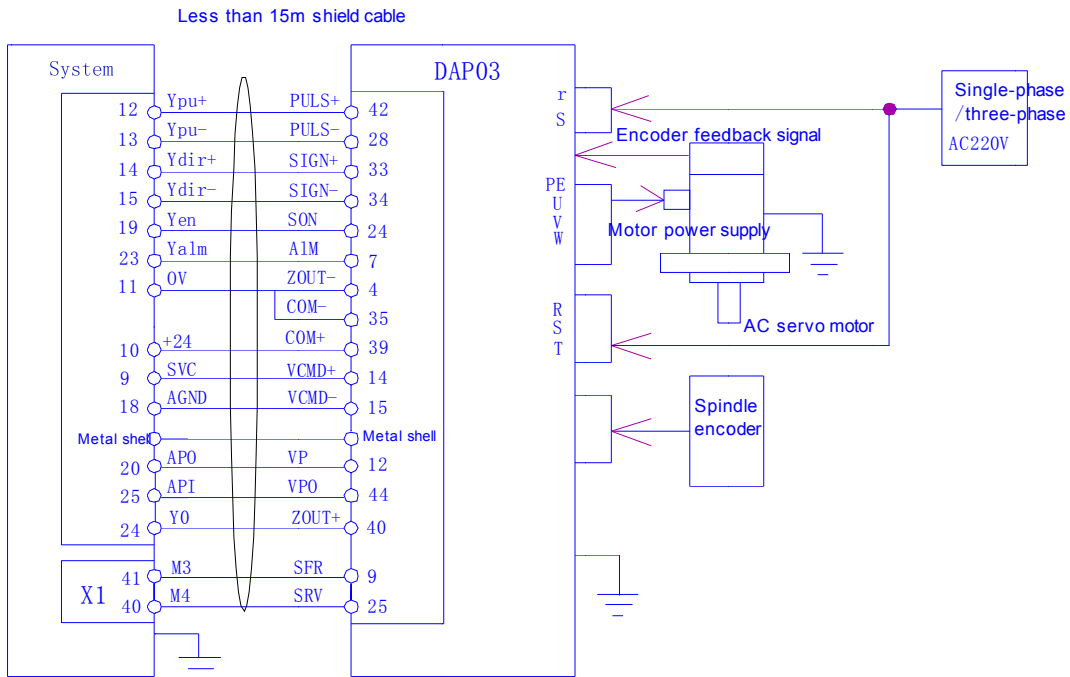 Less than 15m shield cable
System
DAP03
12 Ypu+ PULS+ 42
13 Ypu- PULS- 28
14 Ydir+ SIGN+ 33
15 Ydir- SIGN- 34
19 Yen SON 24
23 Yalm AlM 7
11 0V ZOUT- 4
COM- 35
10 +24 COM+ 39
9 SVC VCMD+ 14
18 AGND VCMD- 15
Metal shell Metal shell
20 APO VP 12
25 API VPO 44
24 Y0 ZOUT+ 40
X1
41 M3 SFR 9
40 M4 SRV 25
r
S
Encoder feedback signal
PE
U
V
W
Motor power supply
R
S
T
AC servo motor
Spindle
encoder
Single-phase
/three-phase
AC220V